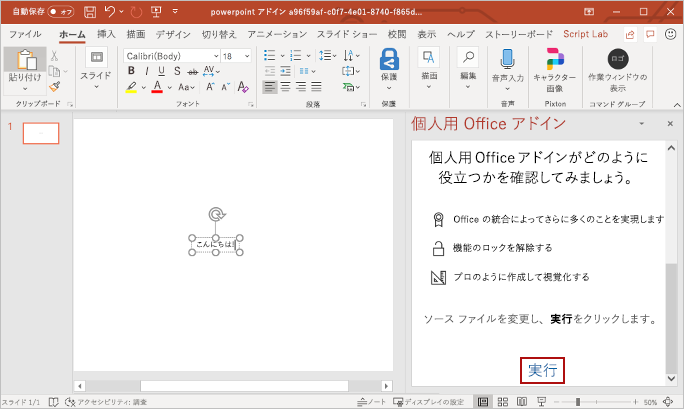 自動保存 オフ powerpoint アドイン a96f59af-c0f7-4e01-8740-f865d...
ファイル ホーム 挿入 描画 デザイン 切り替え アニメーション スライド ショー 校閲 表示 ヘルプ ストーリーボード Script Lab
Calibri(Body) 18
貼り付け
スライド
B I U S ab AV
A Aa A A
保護
描画
編集
音声入力
キャラクター
画像
ロゴ
作業ウィンドウの
表示
クリップボード フォント 段落 保護 音声 Pixton コマンド グループ
1
こんにちは!
個人用 Office アドイン
個人用 Office アドインがどのように
役立つかを確認してみましょう。
Office の統合によってさらに多くのことを実現します
機能のロックを解除する
プロのように作成して視覚化する
ソース ファイルを変更し、実行をクリックします。
実行
スライド 1/1 アクセシビリティ: 調査 ノート ディスプレイの設定 50%